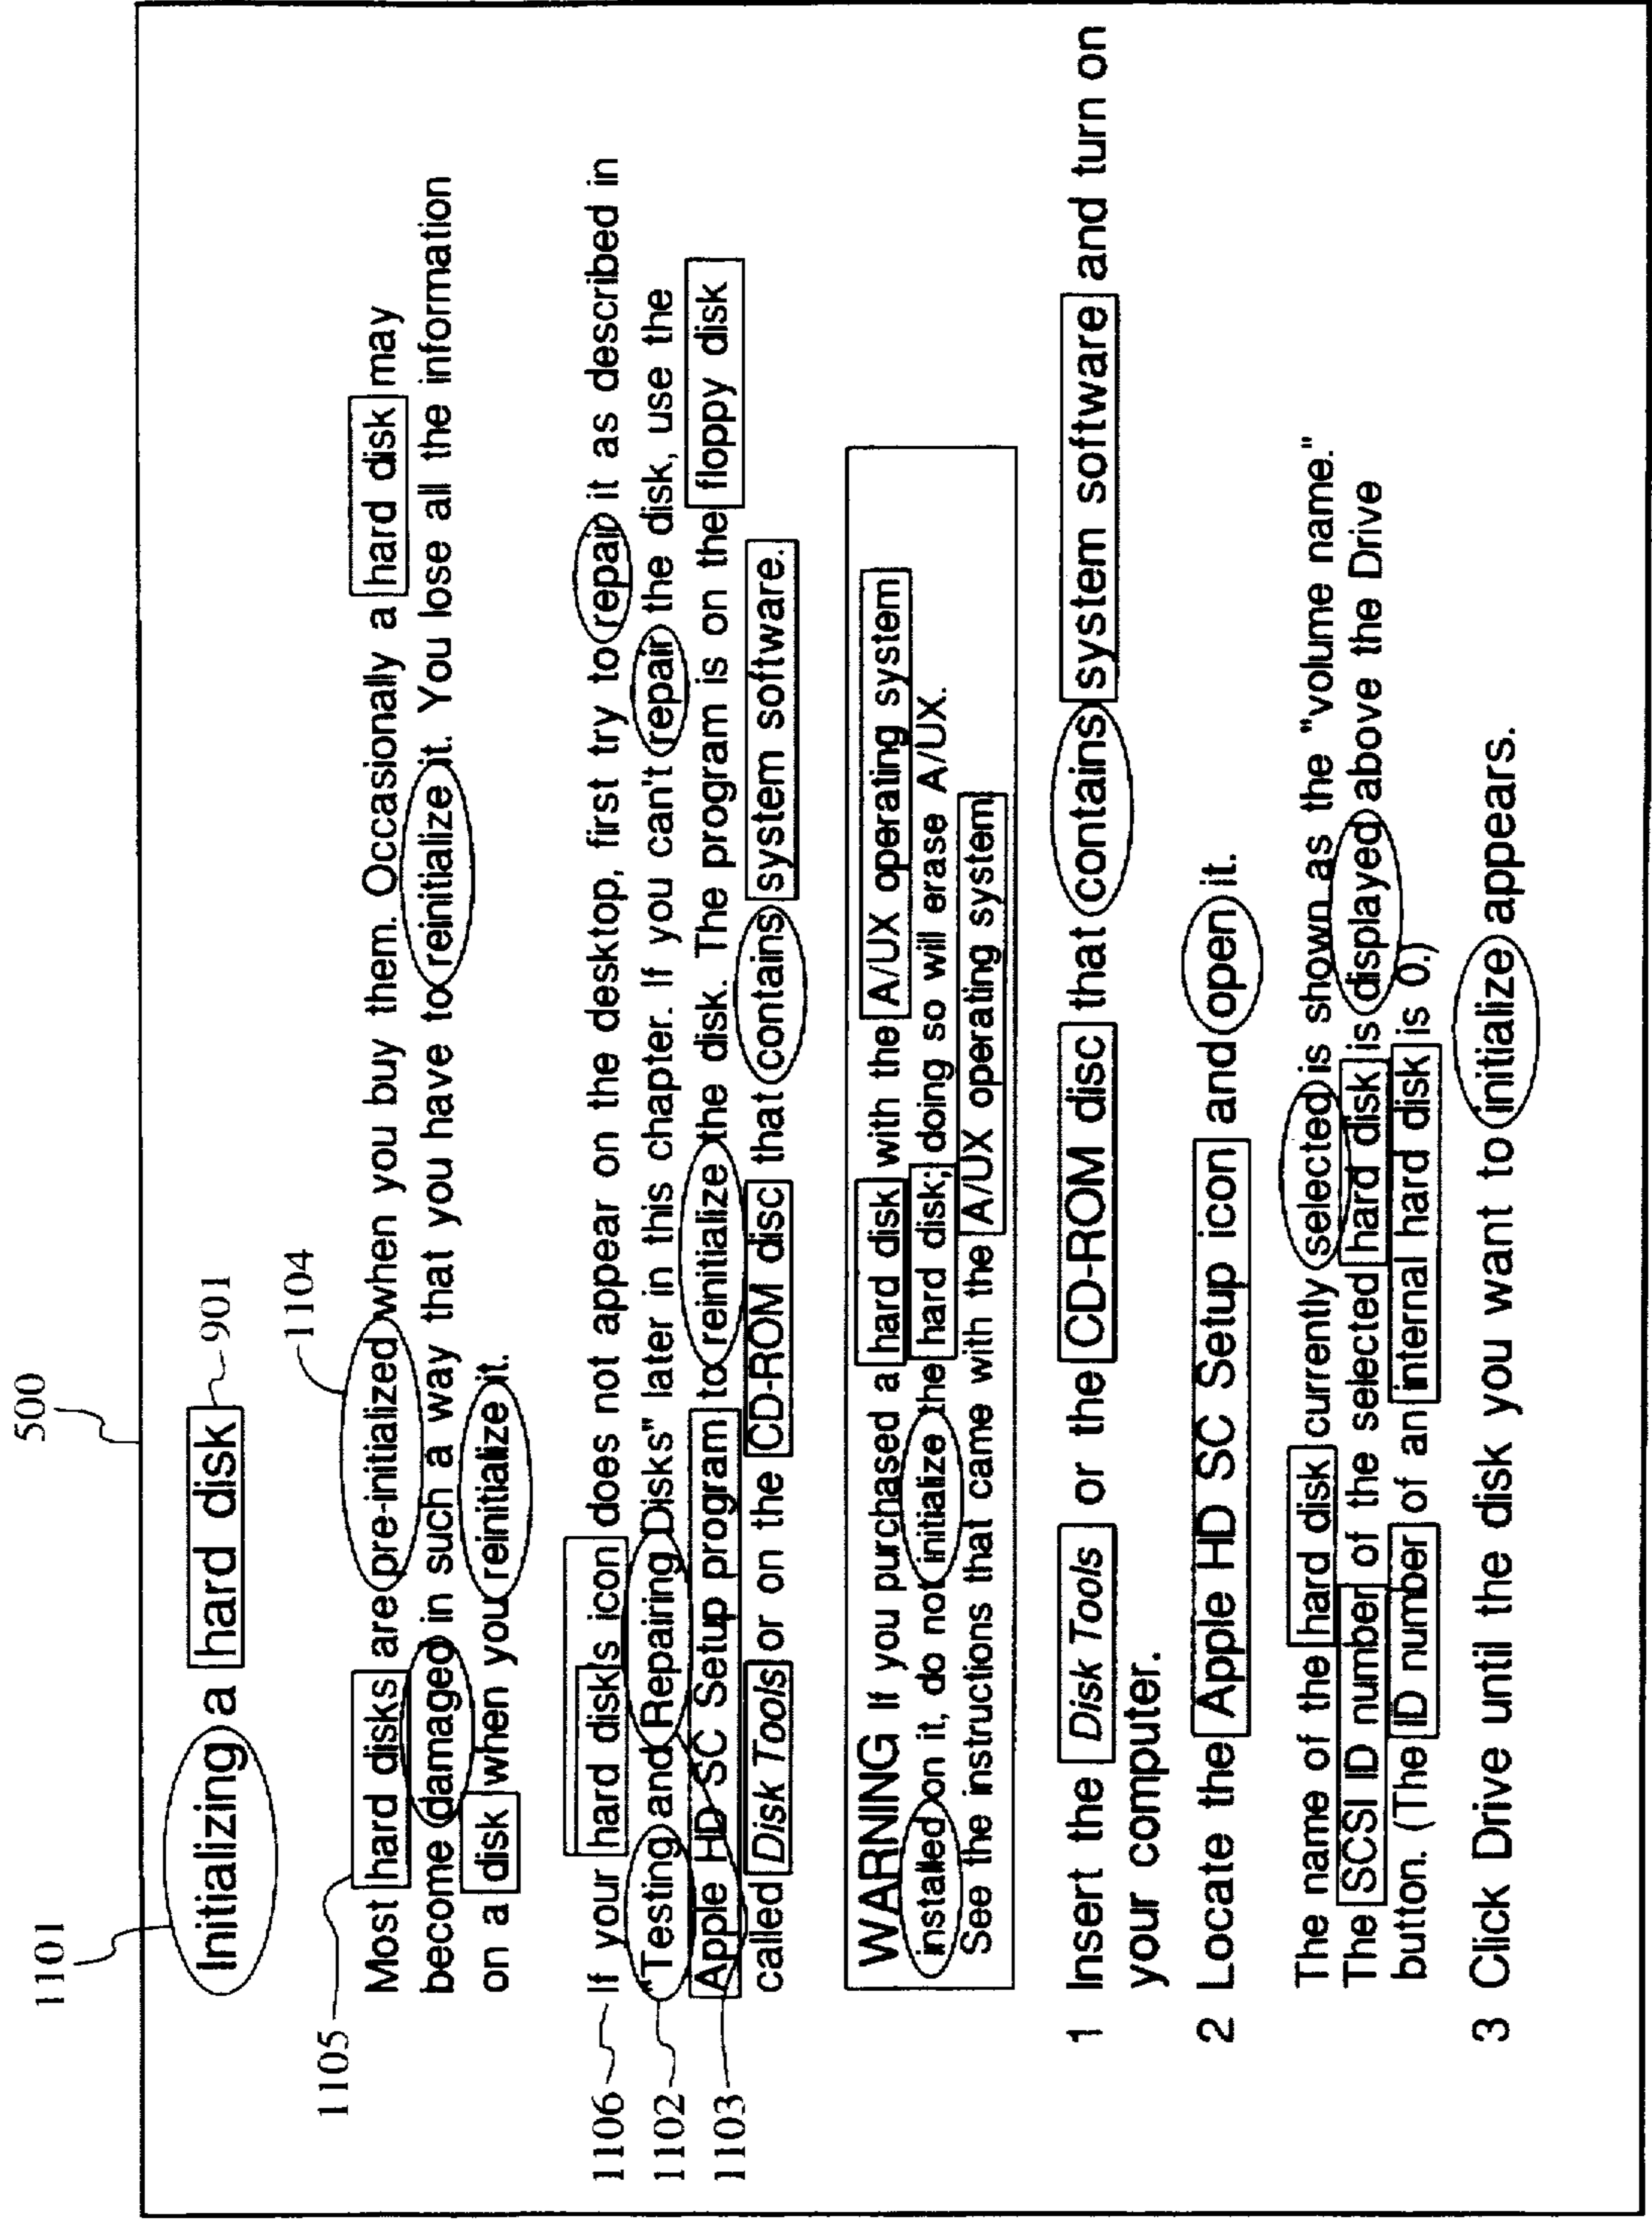 500
1101
Initializing a hard disk
901
1105
1104
Most hard disks are pre-initialized when you buy them. Occasionally a hard disk may
become damaged in such a way that you have to reinitialize it. You lose all the information
on a disk when you reinitialize it.
1106
If your hard disk's icon does not appear on the desktop, first try to repair it as described in
1102
"Testing and Repairing Disks" later in this chapter. If you can't repair the disk, use the
1103
Apple HD SC Setup program to reinitialize the disk. The program is on the floppy disk
called Disk Tools or on the CD-ROM disc that contains system software.
WARNING If you purchased a hard disk with the A/UX operating system
installed on it, do not initialize the hard disk; doing so will erase A/UX.
See the instructions that came with the A/UX operating system
1 Insert the Disk Tools or the CD-ROM disc that contains system software and turn on
your computer.
2 Locate the Apple HD SC Setup icon and open it.
The name of the hard disk currently selected is shown as the "volume name."
The SCSI ID number of the selected hard disk is displayed above the Drive
button. (The ID number of an internal hard disk is 0.)
3 Click Drive until the disk you want to initialize appears.